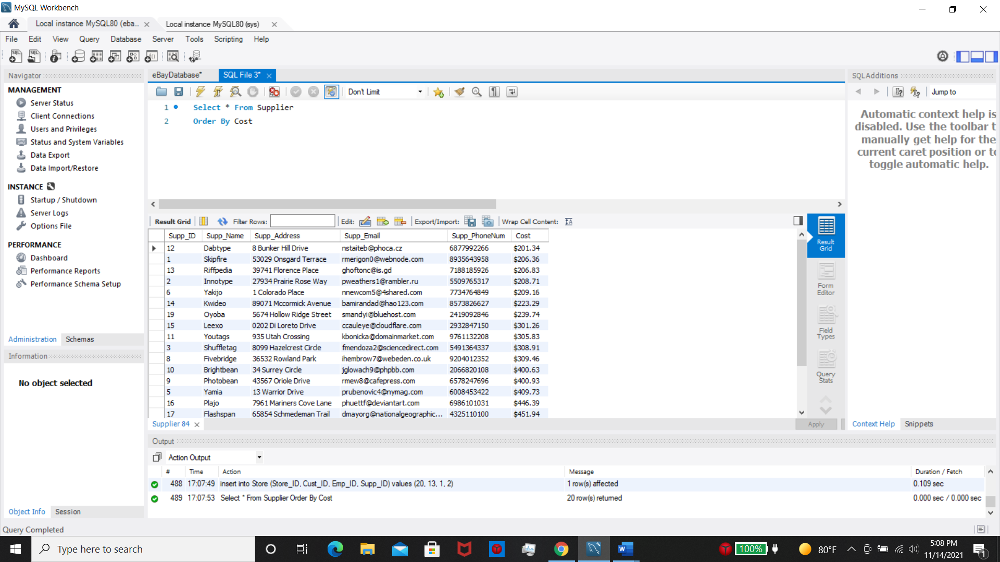 MySQL Workbench
Local instance MySQL80 (eba...
Local instance MySQL80 (sys)
File Edit View Query Database Server Tools Scripting Help
Navigator
MANAGEMENT
Server Status
Client Connections
Users and Privileges
Status and System Variables
Data Export
Data Import/Restore
INSTANCE
Startup / Shutdown
Server Logs
Options File
PERFORMANCE
Dashboard
Performance Reports
Performance Schema Setup
Administration Schemas
Information
No object selected
Object Info Session
eBayDatabase* SQL File 3*
Don't Limit
1 Select * From Supplier
2 Order By Cost
Result Grid Filter Rows: Edit: Export/Import: Wrap Cell Content:
Supp_ID Supp_Name Supp_Address Supp_Email Supp_PhoneNum Cost
12 Dabtype 8 Bunker Hill Drive nstaiteb@phoca.cz 6877992266 $201.34
1 Skipfire 53029 Onsgard Terrace rmerigon0@webnode.com 8935643958 $206.36
13 Riffpedia 39741 Florence Place ghoftonc@is.gd 7188185926 $206.83
2 Innotype 27934 Prairie Rose Way pweathers1@rambler.ru 5509765317 $208.71
6 Yakijo 1 Colorado Place nnewcom5@4shared.com 7734764849 $209.16
14 Kwideo 89071 Mccormick Avenue bamirandad@hao123.com 8573826627 $223.29
19 Oyoba 5674 Hollow Ridge Street smandyi@bluehost.com 2419092846 $239.74
15 Leexo 0202 Di Loreto Drive ccauleye@cloudflare.com 2932847150 $301.26
11 Youtags 935 Utah Crossing kbonicka@domainmarket.com 9761132208 $305.83
3 Shuffletag 8099 Hazelcrest Circle fmendoza2@sciencedirect.com 5491364337 $308.91
8 Fivebridge 36532 Rowland Park ihembrow7@webeden.co.uk 9204012352 $309.46
10 Brightbean 34 Surrey Circle jglowach9@phpbb.com 2066820108 $400.63
9 Photobean 43567 Oriole Drive rmew8@cafepress.com 6578247696 $400.93
5 Yamia 13 Warrior Drive prubenovic4@nymag.com 6008453422 $409.73
16 Plajo 7961 Mariners Cove Lane phuettf@deviantart.com 6986101031 $446.39
17 Flashspan 65854 Schmedeman Trail dmayorg@nationalgeographic... 4325110100 $451.94
Supplier 84
Apply
Result
Grid
Form
Editor
Field
Types
Query
Stats
SQLAdditions
Jump to
Automatic context help is
disabled. Use the toolbar t
manually get help for the
current caret position or to
toggle automatic help.
Context Help Snippets
Output
Action Output
# Time Action Message Duration / Fetch
488 17:07:49 insert into Store (Store_ID, Cust_ID, Emp_ID, Supp_ID) values (20, 13, 1, 2) 1 row(s) affected 0.109 sec
489 17:07:53 Select * From Supplier Order By Cost 20 row(s) returned 0.000 sec / 0.000 sec
Query Completed
Type here to search
100%
80°F
5:08 PM
11/14/2021
1